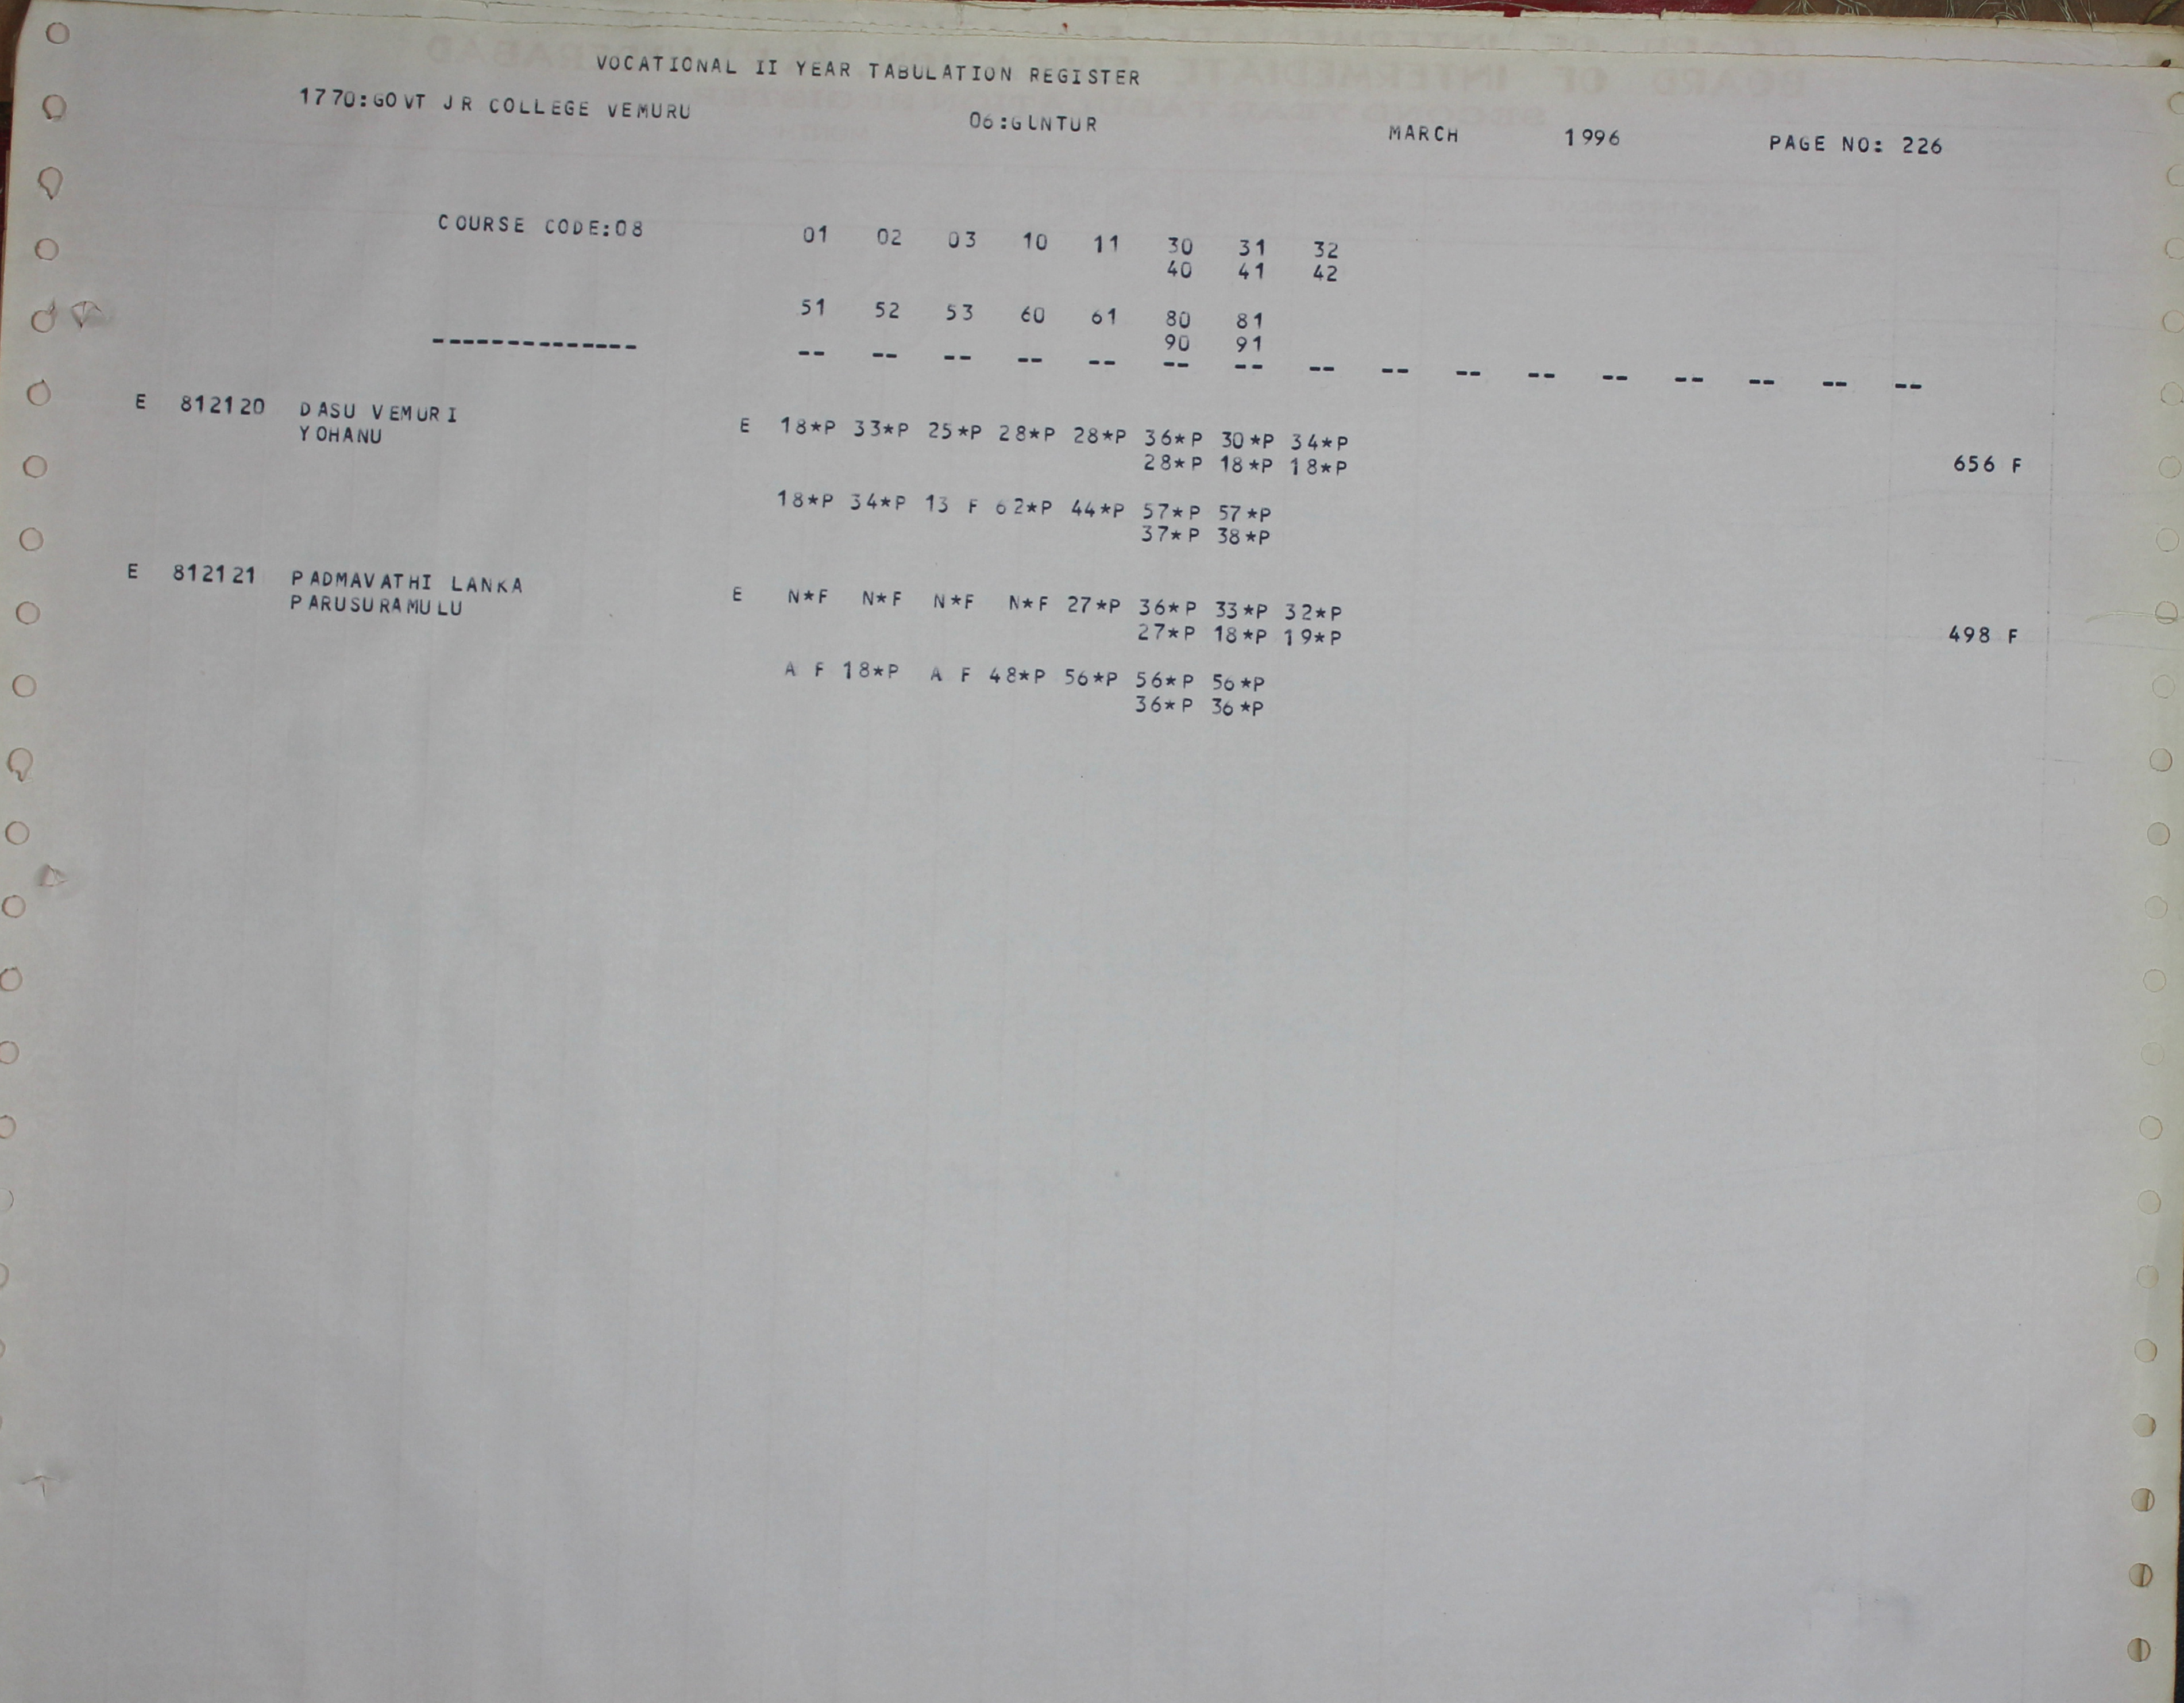 VOCATIONAL II YEAR TABULATION REGISTER
1770:GOVT JR COLLEGE VEMURU 06:GUNTUR MARCH 1996 PAGE NO: 226
COURSE CODE:08 01 02 03 10 11 30 31 32
40 41 42
51 52 53 60 61 80 81
90 91
-------------- -- -- -- -- -- -- -- -- -- -- -- -- -- -- -- --
E 812120 DASU VEMURI E 18*P 33*P 25*P 28*P 28*P 36*P 30*P 34*P
YOHANU 28*P 18*P 18*P 656 F
18*P 34*P 13 F 62*P 44*P 57*P 57*P
37*P 38*P
E 812121 PADMAVATHI LANKA E N*F N*F N*F N*F 27*P 36*P 33*P 32*P
PARUSURAMULU 27*P 18*P 19*P 498 F
A F 18*P A F 48*P 56*P 56*P 56*P
36*P 36*P